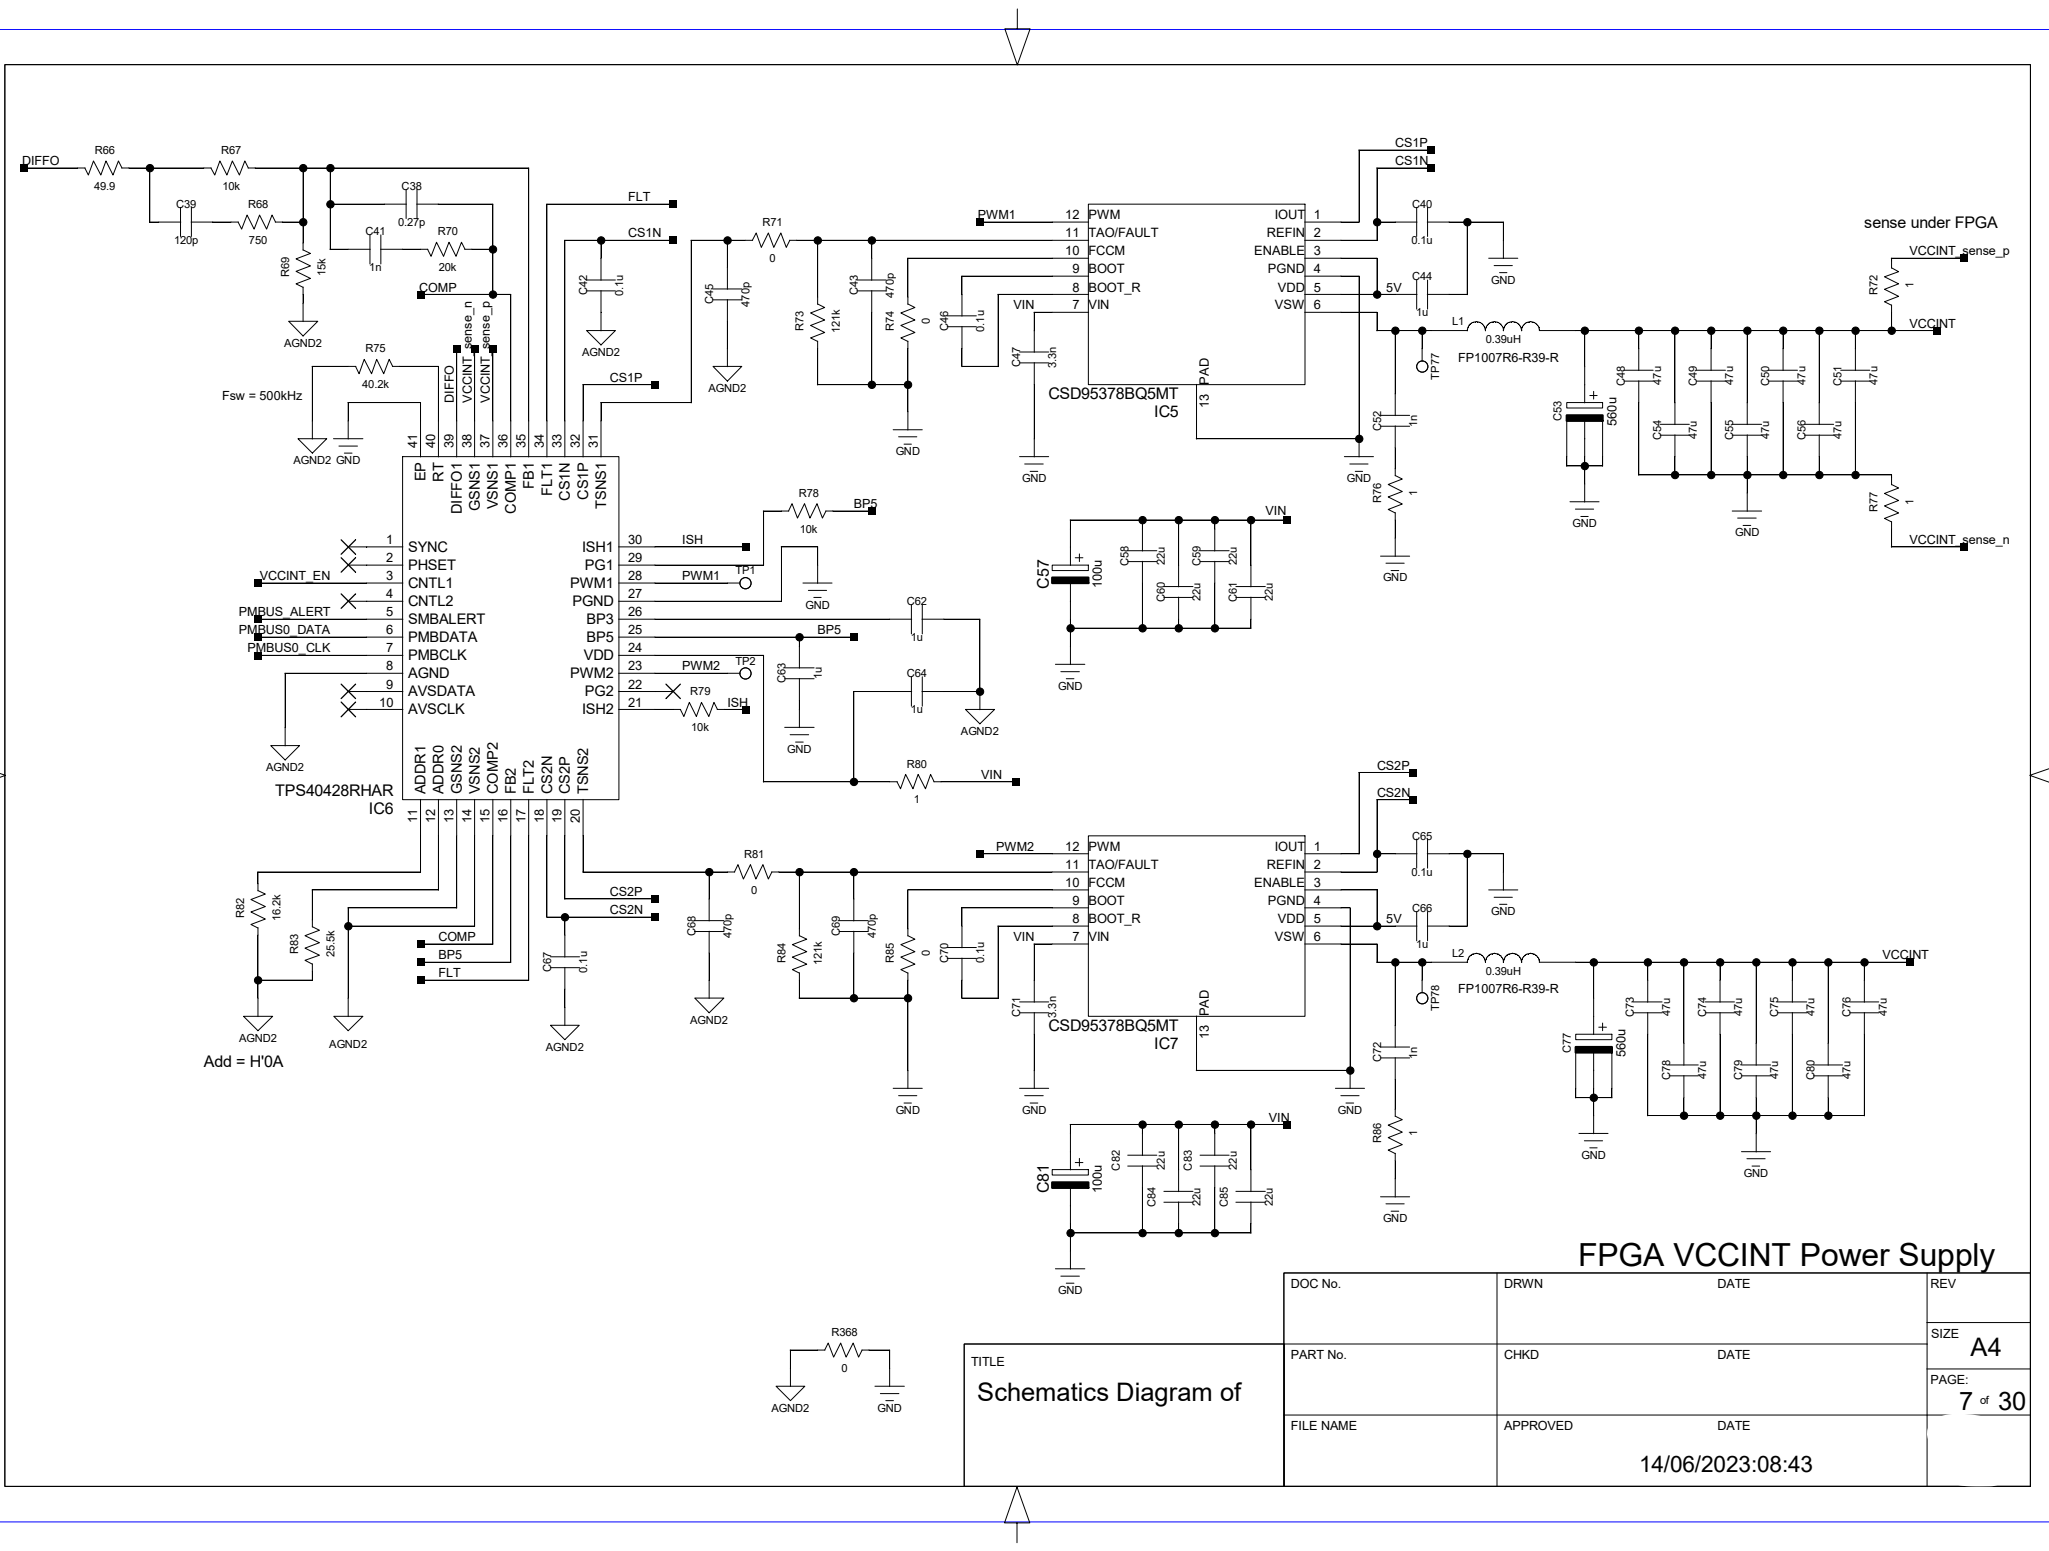 DIFFO
R66
49.9
R67
10k
C39
120p
R68
750
C38
0.27p
C41
1n
R70
20k
R69
15k
AGND2
COMP
VCCINT_sense_n
VCCINT_sense_p
DIFFO
R75
40.2k
Fsw = 500kHz
AGND2
GND
FLT
CS1N
C42
0.1u
AGND2
CS1P
C45
470p
AGND2
R71
0
R73
121k
C43
470p
R74
0
GND
C46
0.1u
VIN
C47
3.3n
GND
PWM1
12 PWM
11 TAO/FAULT
10 FCCM
9 BOOT
8 BOOT_R
7 VIN
IOUT 1
REFIN 2
ENABLE 3
PGND 4
VDD 5
VSW 6
PAD
13
CSD95378BQ5MT
IC5
CS1P
CS1N
C40
0.1u
C44
1u
5V
GND
GND
TP77
L1
0.39uH
FP1007R6-R39-R
C52
1n
R76
1
GND
C53
560u
GND
C48
47u
C49
47u
C50
47u
C51
47u
C54
47u
C55
47u
C56
47u
GND
sense under FPGA
VCCINT_sense_p
R72
1
VCCINT
R77
1
VCCINT_sense_n
41 EP
40 RT
39 DIFFO1
38 GSNS1
37 VSNS1
36 COMP1
35 FB1
34 FLT1
33 CS1N
32 CS1P
31 TSNS1
1 SYNC
2 PHSET
VCCINT_EN 3 CNTL1
4 CNTL2
PMBUS_ALERT 5 SMBALERT
PMBUS0_DATA 6 PMBDATA
PMBUS0_CLK 7 PMBCLK
8 AGND
9 AVSDATA
10 AVSCLK
AGND2
ISH1 30 ISH
PG1 29
PWM1 28 PWM1 TP1
PGND 27
BP3 26
BP5 25 BP5
VDD 24
PWM2 23 PWM2 TP2
PG2 22
ISH2 21
R78
10k
BP5
GND
C62
1u
C63
1u
GND
C64
1u
AGND2
R79
10k
ISH
R80
1
VIN
TPS40428RHAR
IC6
11 ADDR1
12 ADDR0
13 GSNS2
14 VSNS2
15 COMP2
16 FB2
17 FLT2
18 CS2N
19 CS2P
20 TSNS2
R82
16.2k
R83
25.5k
AGND2
AGND2
Add = H'0A
COMP
BP5
FLT
CS2P
CS2N
C67
0.1u
AGND2
C57
100u
C58
22u
C59
22u
C60
22u
C61
22u
VIN
GND
C68
470p
AGND2
R81
0
R84
121k
C69
470p
R85
0
GND
C70
0.1u
VIN
C71
3.3n
GND
PWM2
12 PWM
11 TAO/FAULT
10 FCCM
9 BOOT
8 BOOT_R
7 VIN
IOUT 1
REFIN 2
ENABLE 3
PGND 4
VDD 5
VSW 6
PAD
13
CSD95378BQ5MT
IC7
CS2P
CS2N
C65
0.1u
C66
1u
5V
GND
GND
TP78
L2
0.39uH
FP1007R6-R39-R
C72
1n
R86
1
GND
C77
560u
GND
C73
47u
C74
47u
C75
47u
C76
47u
C78
47u
C79
47u
C80
47u
GND
VCCINT
C81
100u
C82
22u
C83
22u
C84
22u
C85
22u
VIN
GND
R368
0
AGND2
GND
FPGA VCCINT Power Supply
DOC No.
DRWN
DATE
REV
SIZE
A4
TITLE
Schematics Diagram of
PART No.
CHKD
DATE
PAGE:
7 of 30
FILE NAME
APPROVED
DATE
14/06/2023:08:43